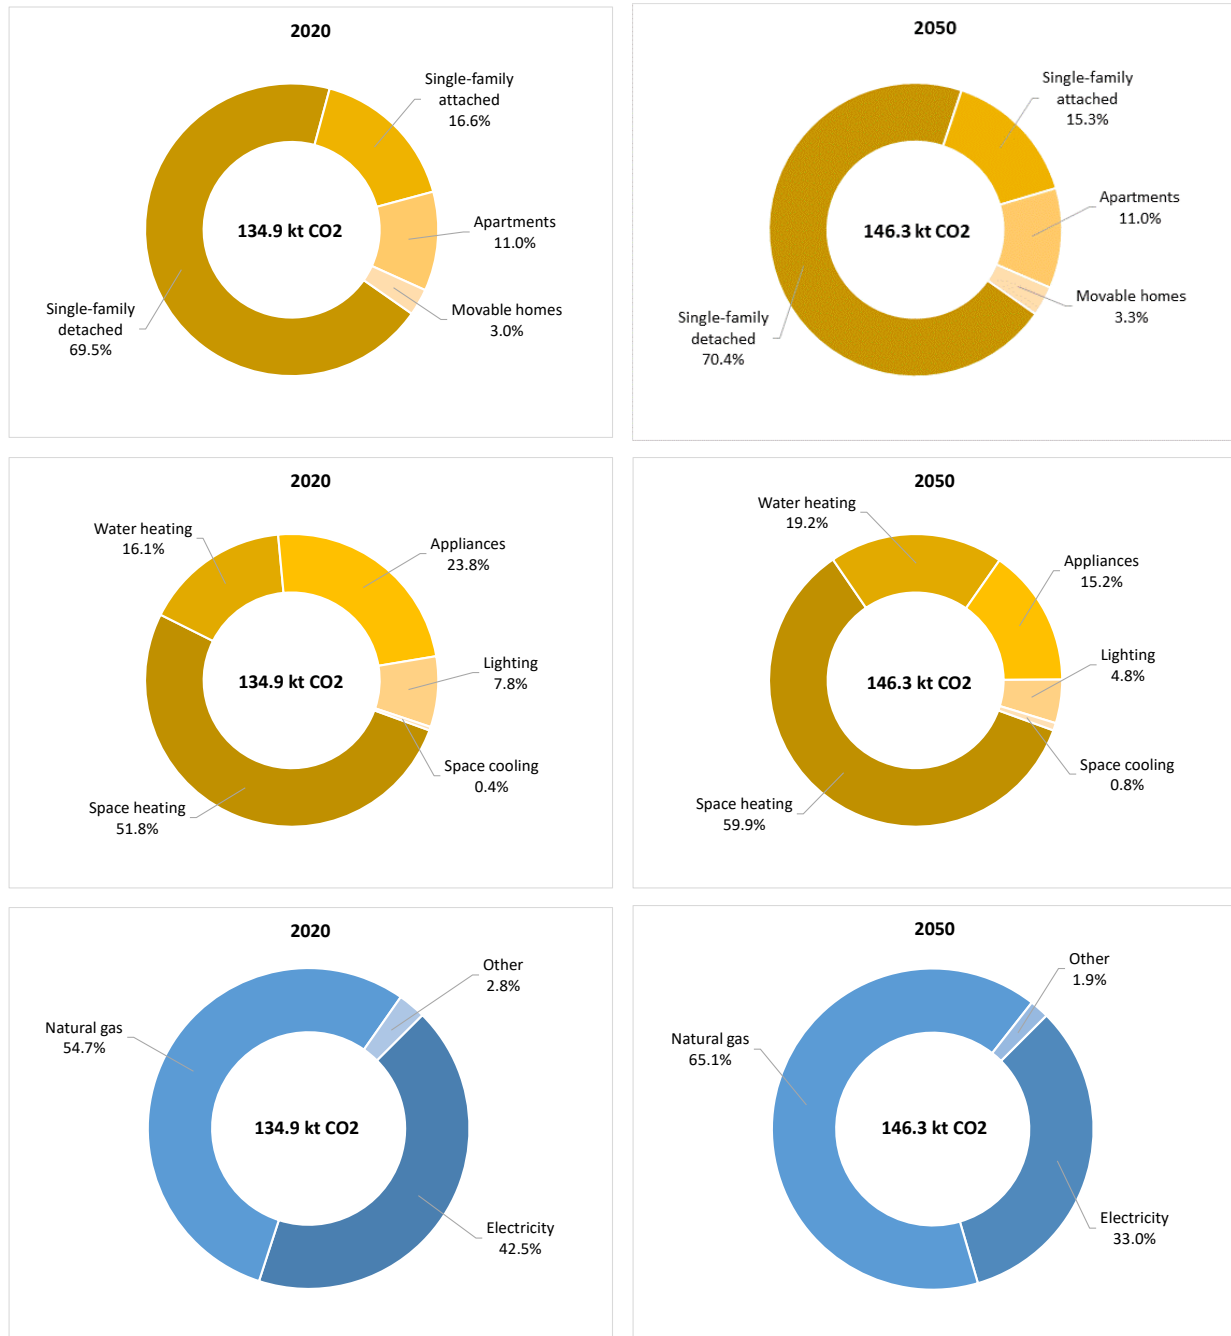 2020
Single-family
attached
16.6%
Apartments
11.0%
Movable homes
3.0%
Single-family
detached
69.5%
134.9 kt CO2
2050
Single-family
attached
15.3%
Apartments
11.0%
Movable homes
3.3%
Single-family
detached
70.4%
146.3 kt CO2
2020
Water heating
16.1%
Appliances
23.8%
Lighting
7.8%
Space cooling
0.4%
Space heating
51.8%
134.9 kt CO2
2050
Water heating
19.2%
Appliances
15.2%
Lighting
4.8%
Space cooling
0.8%
Space heating
59.9%
146.3 kt CO2
2020
Other
2.8%
Natural gas
54.7%
134.9 kt CO2
Electricity
42.5%
2050
Other
1.9%
Natural gas
65.1%
146.3 kt CO2
Electricity
33.0%